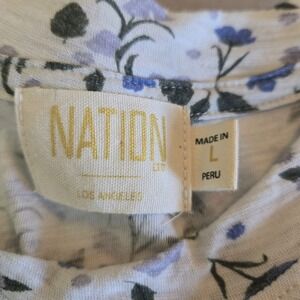 NATION
LTD
LOS ANGELES
MADE IN
L
PERU